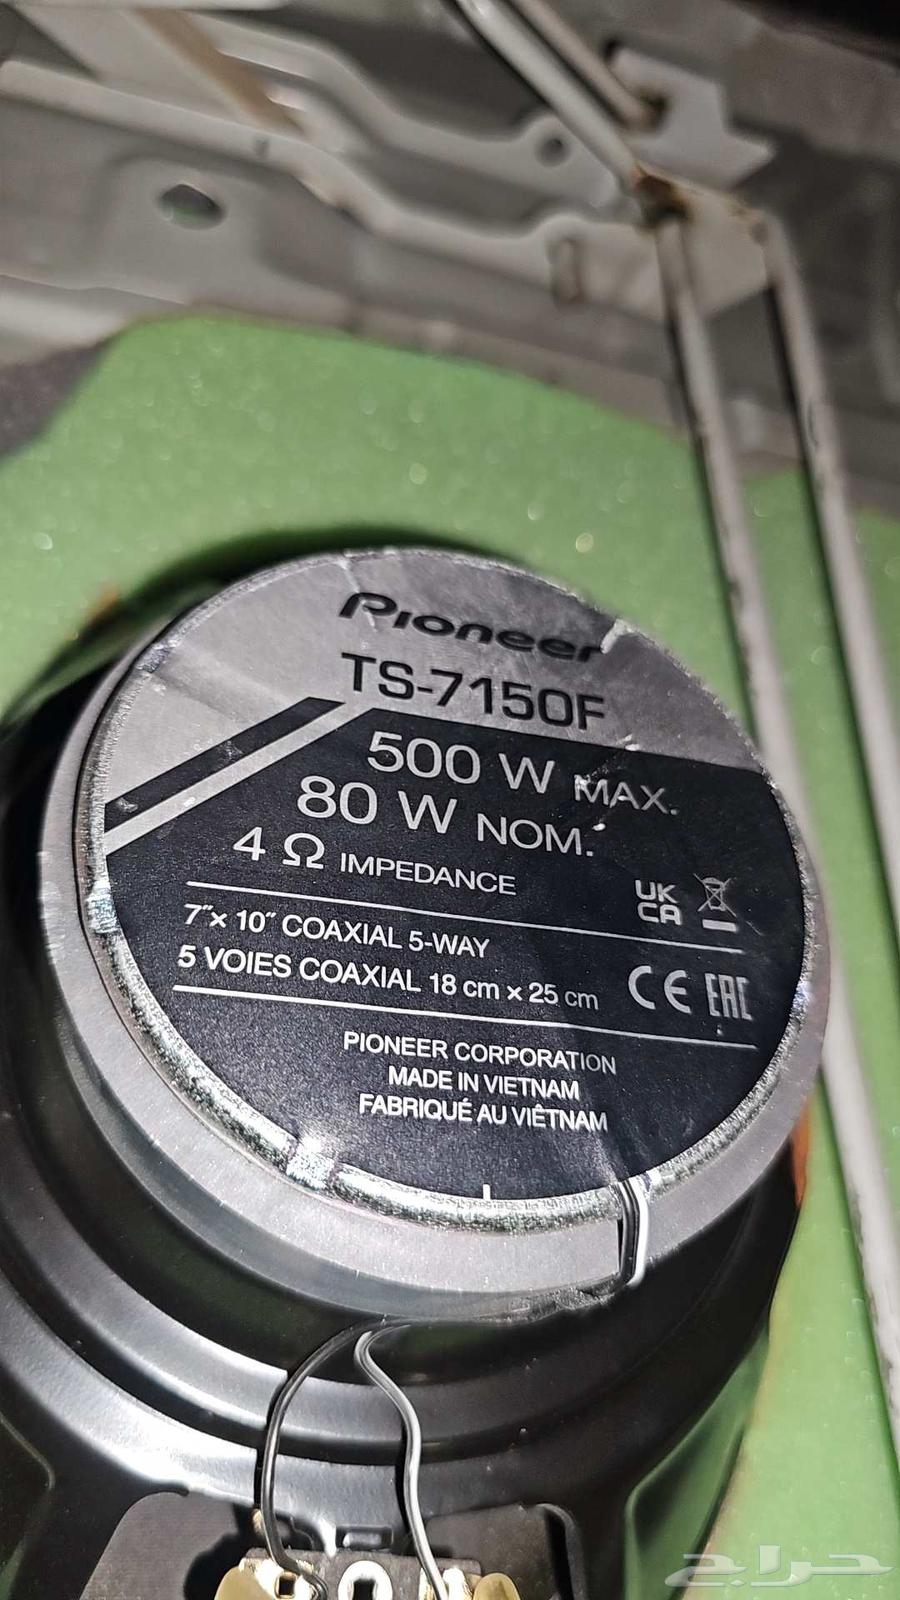 Pioneer
TS-7150F
500 W MAX.
80 W NOM.
4 Ω IMPEDANCE
UK
CA
7"x 10" COAXIAL 5-WAY
5 VOIES COAXIAL 18 cm x 25 cm
CE EAC
PIONEER CORPORATION
MADE IN VIETNAM
FABRIQUÉ AU VIÊTNAM
حراج